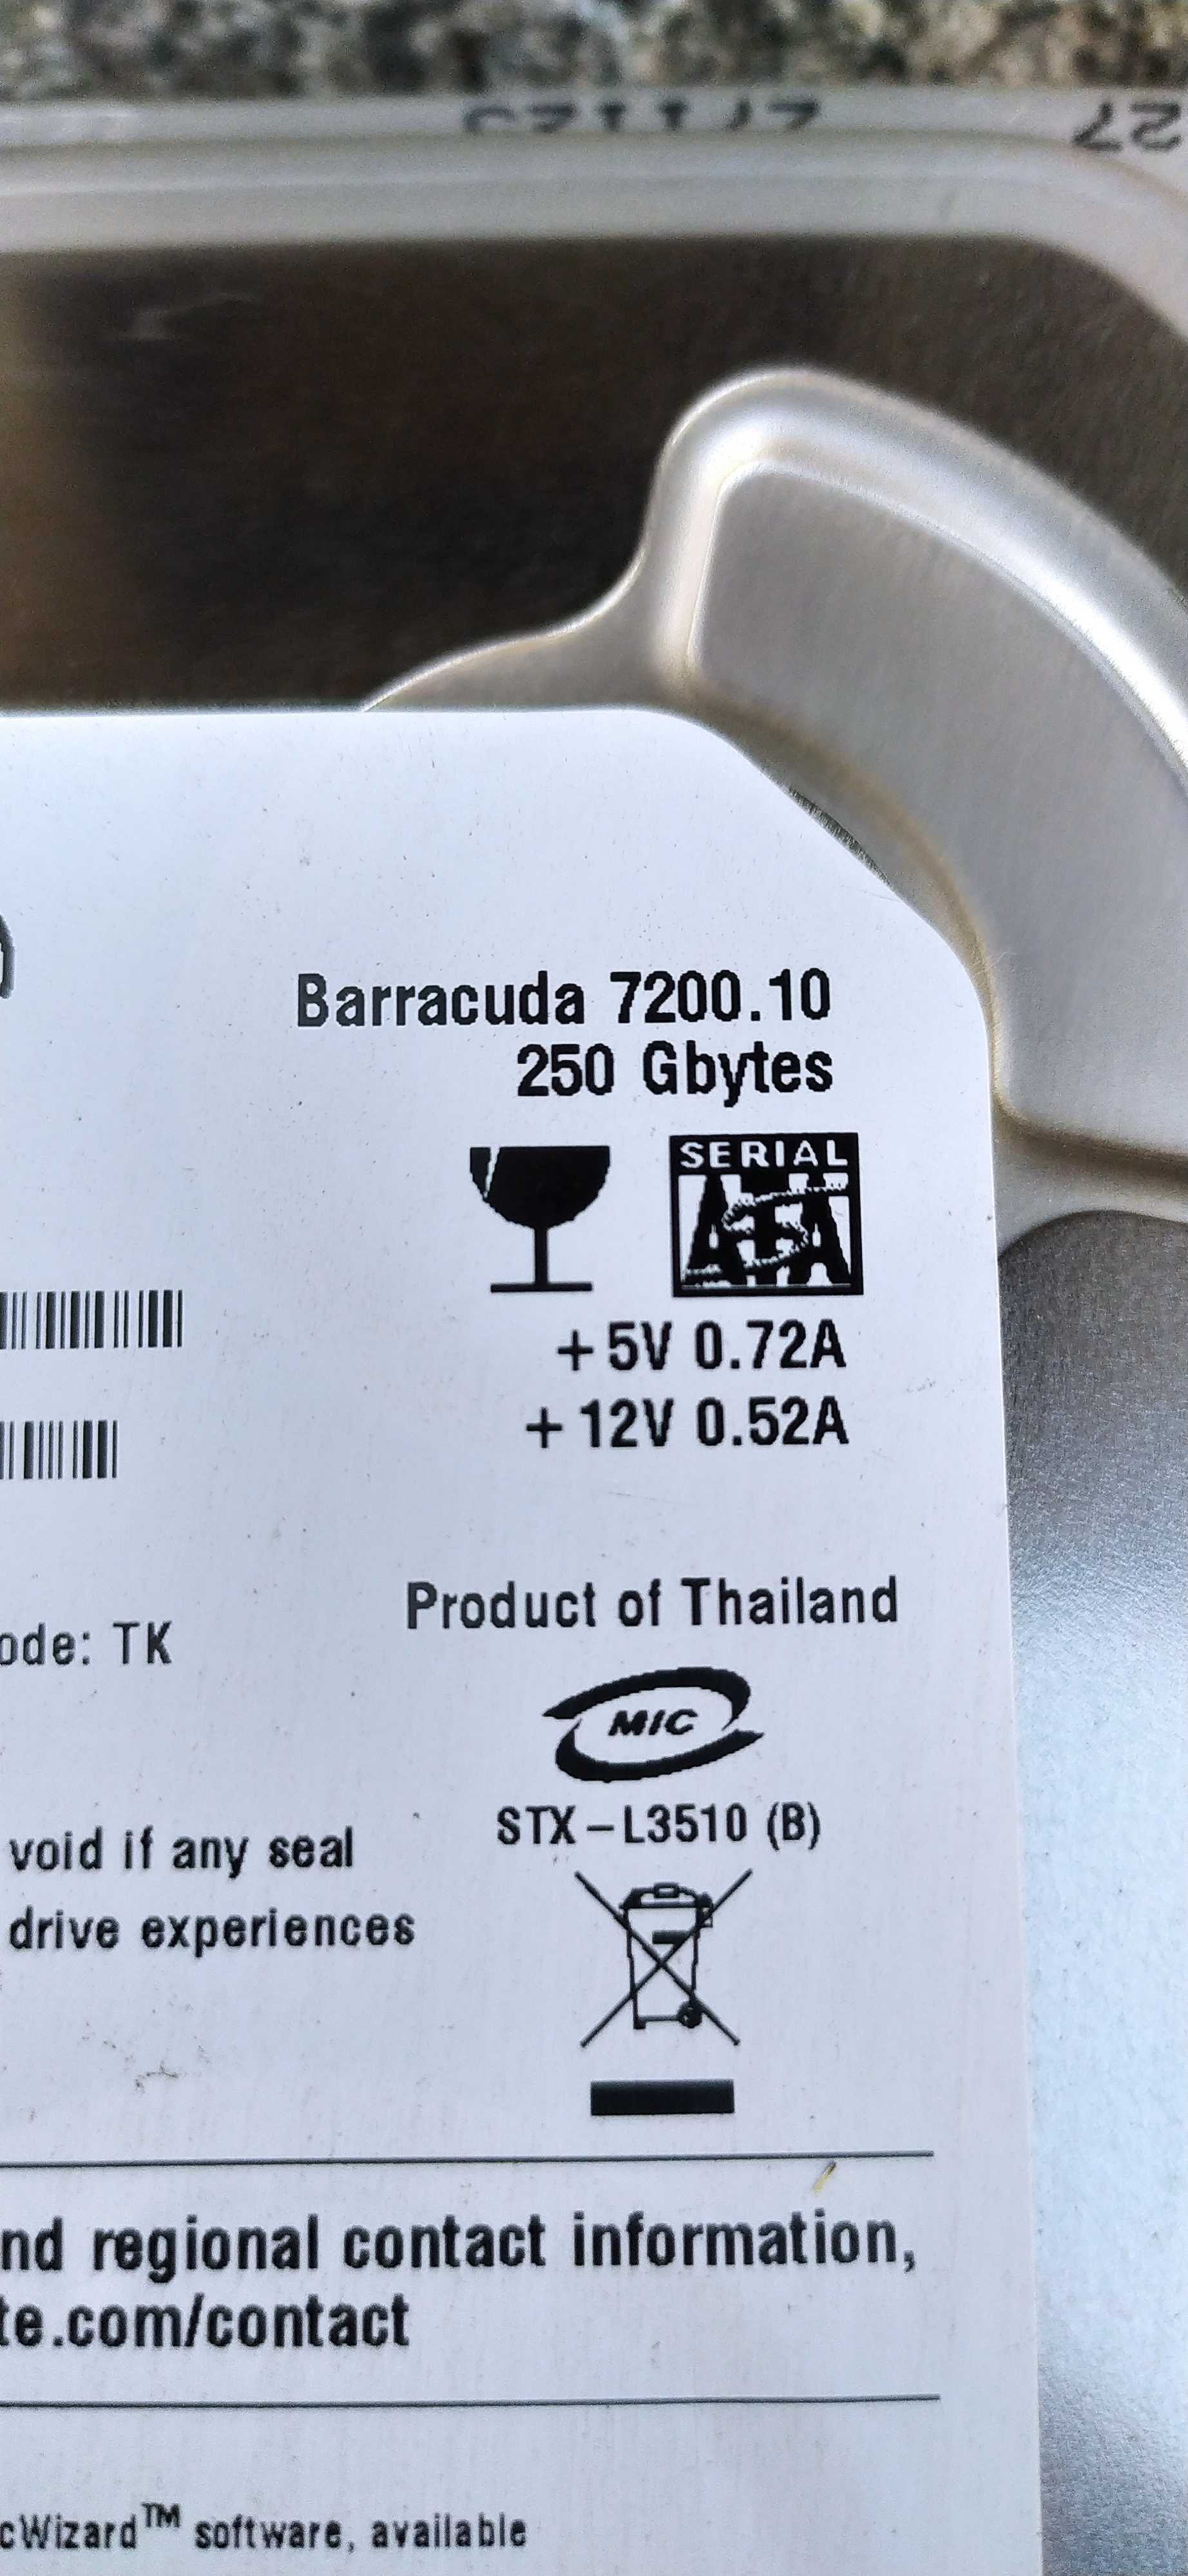 27
Barracuda 7200.10
250 Gbytes
SERIAL
ATA
+5V 0.72A
+12V 0.52A
Product of Thailand
ode: TK
MIC
STX-L3510 (B)
void if any seal
drive experiences
nd regional contact information,
te.com/contact
cWizard™ software, available